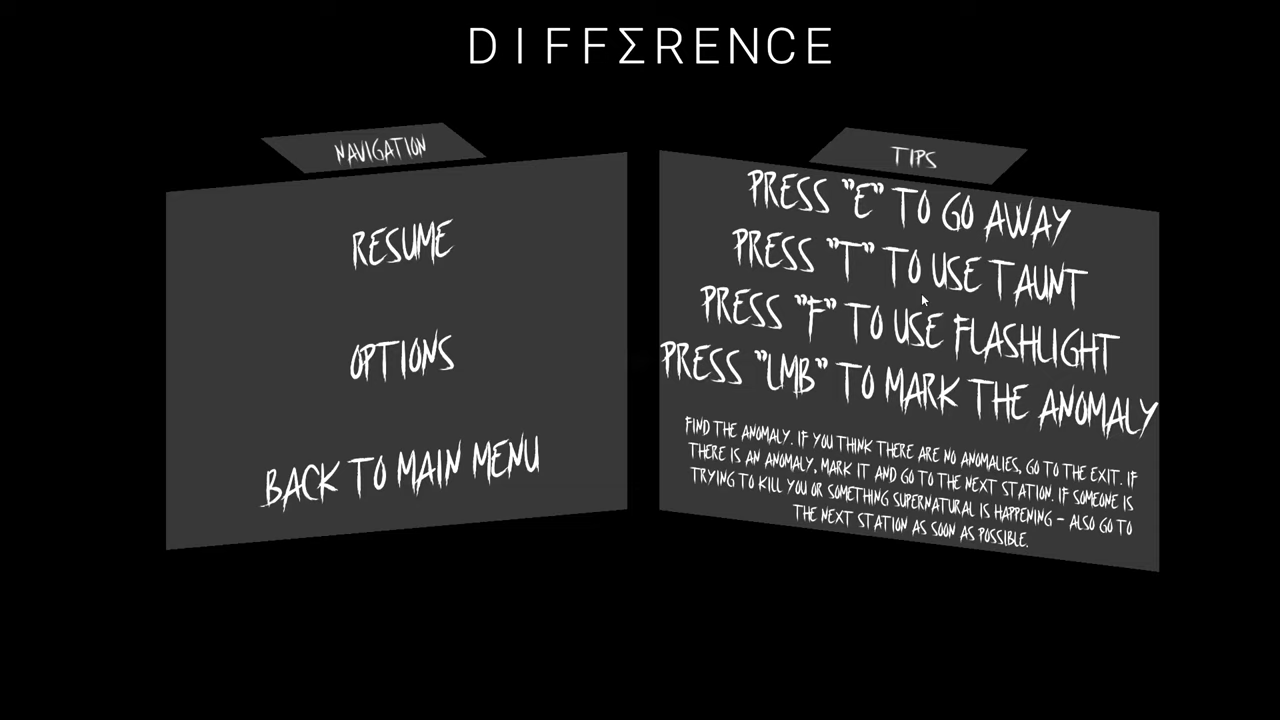 DIFFΣRENCE
NAVIGATION
RESUME
OPTIONS
BACK TO MAIN MENU
TIPS
PRESS "E" TO GO AWAY
PRESS "T" TO USE TAUNT
PRESS "F" TO USE FLASHLIGHT
PRESS "LMB" TO MARK THE ANOMALY
FIND THE ANOMALY. IF YOU THINK THERE ARE NO ANOMALIES, GO TO THE EXIT. IF
THERE IS AN ANOMALY, MARK IT AND GO TO THE NEXT STATION. IF SOMEONE IS
TRYING TO KILL YOU OR SOMETHING SUPERNATURAL IS HAPPENING - ALSO GO TO
THE NEXT STATION AS SOON AS POSSIBLE.